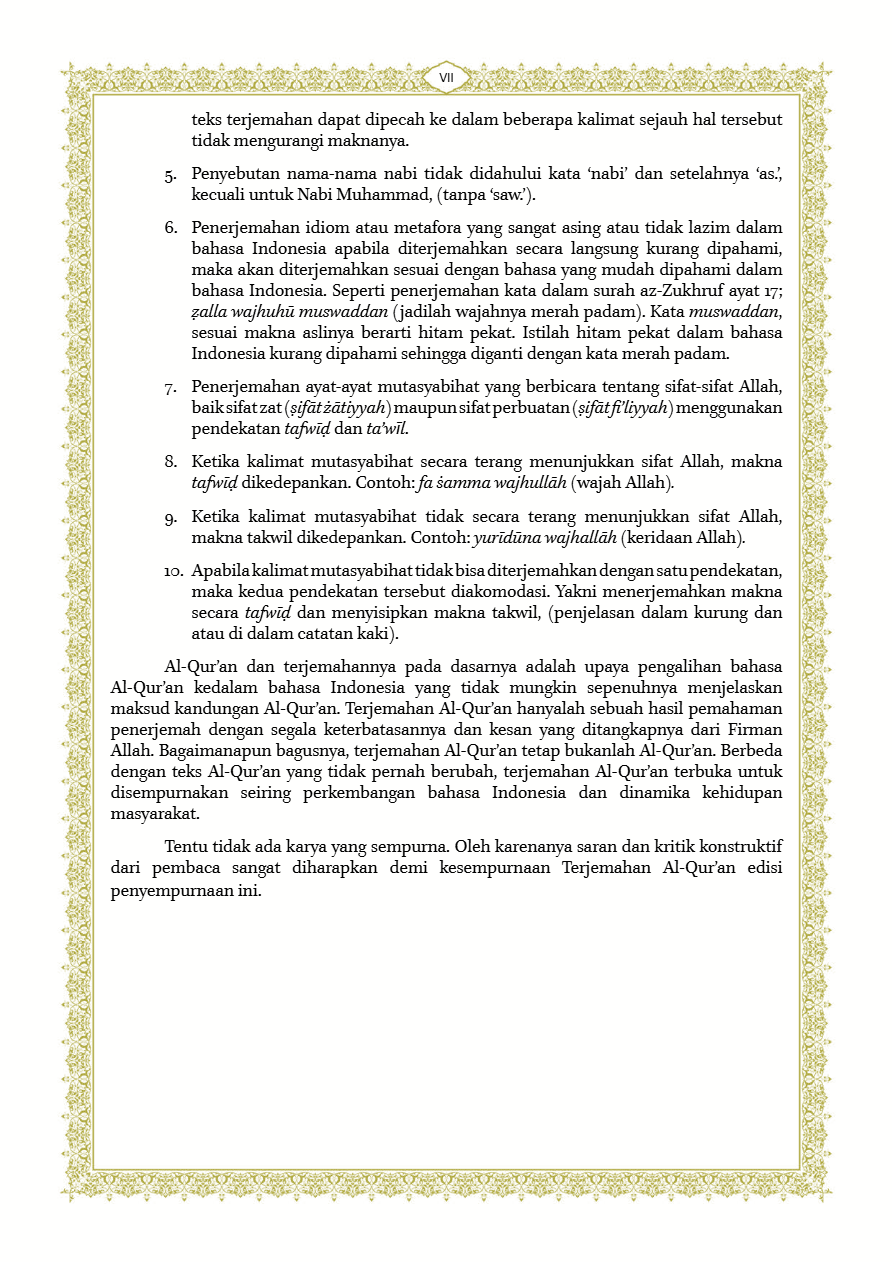 VII
teks terjemahan dapat dipecah ke dalam beberapa kalimat sejauh hal tersebut
tidak mengurangi maknanya.
5. Penyebutan nama-nama nabi tidak didahului kata ‘nabi’ dan setelahnya ‘as.’,
kecuali untuk Nabi Muhammad, (tanpa ‘saw.’).
6. Penerjemahan idiom atau metafora yang sangat asing atau tidak lazim dalam
bahasa Indonesia apabila diterjemahkan secara langsung kurang dipahami,
maka akan diterjemahkan sesuai dengan bahasa yang mudah dipahami dalam
bahasa Indonesia. Seperti penerjemahan kata dalam surah az-Zukhruf ayat 17;
ẓalla wajhuhū muswaddan (jadilah wajahnya merah padam). Kata muswaddan,
sesuai makna aslinya berarti hitam pekat. Istilah hitam pekat dalam bahasa
Indonesia kurang dipahami sehingga diganti dengan kata merah padam.
7. Penerjemahan ayat-ayat mutasyabihat yang berbicara tentang sifat-sifat Allah,
baik sifat zat (ṣifāt żātiyyah) maupun sifat perbuatan (ṣifāt fi’liyyah) menggunakan
pendekatan tafwīḍ dan ta’wīl.
8. Ketika kalimat mutasyabihat secara terang menunjukkan sifat Allah, makna
tafwīḍ dikedepankan. Contoh: fa ṡamma wajhullāh (wajah Allah).
9. Ketika kalimat mutasyabihat tidak secara terang menunjukkan sifat Allah,
makna takwil dikedepankan. Contoh: yurīdūna wajhallāh (keridaan Allah).
10. Apabila kalimat mutasyabihat tidak bisa diterjemahkan dengan satu pendekatan,
maka kedua pendekatan tersebut diakomodasi. Yakni menerjemahkan makna
secara tafwīḍ dan menyisipkan makna takwil, (penjelasan dalam kurung dan
atau di dalam catatan kaki).
Al-Qur’an dan terjemahannya pada dasarnya adalah upaya pengalihan bahasa
Al-Qur’an kedalam bahasa Indonesia yang tidak mungkin sepenuhnya menjelaskan
maksud kandungan Al-Qur’an. Terjemahan Al-Qur’an hanyalah sebuah hasil pemahaman
penerjemah dengan segala keterbatasannya dan kesan yang ditangkapnya dari Firman
Allah. Bagaimanapun bagusnya, terjemahan Al-Qur’an tetap bukanlah Al-Qur’an. Berbeda
dengan teks Al-Qur’an yang tidak pernah berubah, terjemahan Al-Qur’an terbuka untuk
disempurnakan seiring perkembangan bahasa Indonesia dan dinamika kehidupan
masyarakat.
Tentu tidak ada karya yang sempurna. Oleh karenanya saran dan kritik konstruktif
dari pembaca sangat diharapkan demi kesempurnaan Terjemahan Al-Qur’an edisi
penyempurnaan ini.